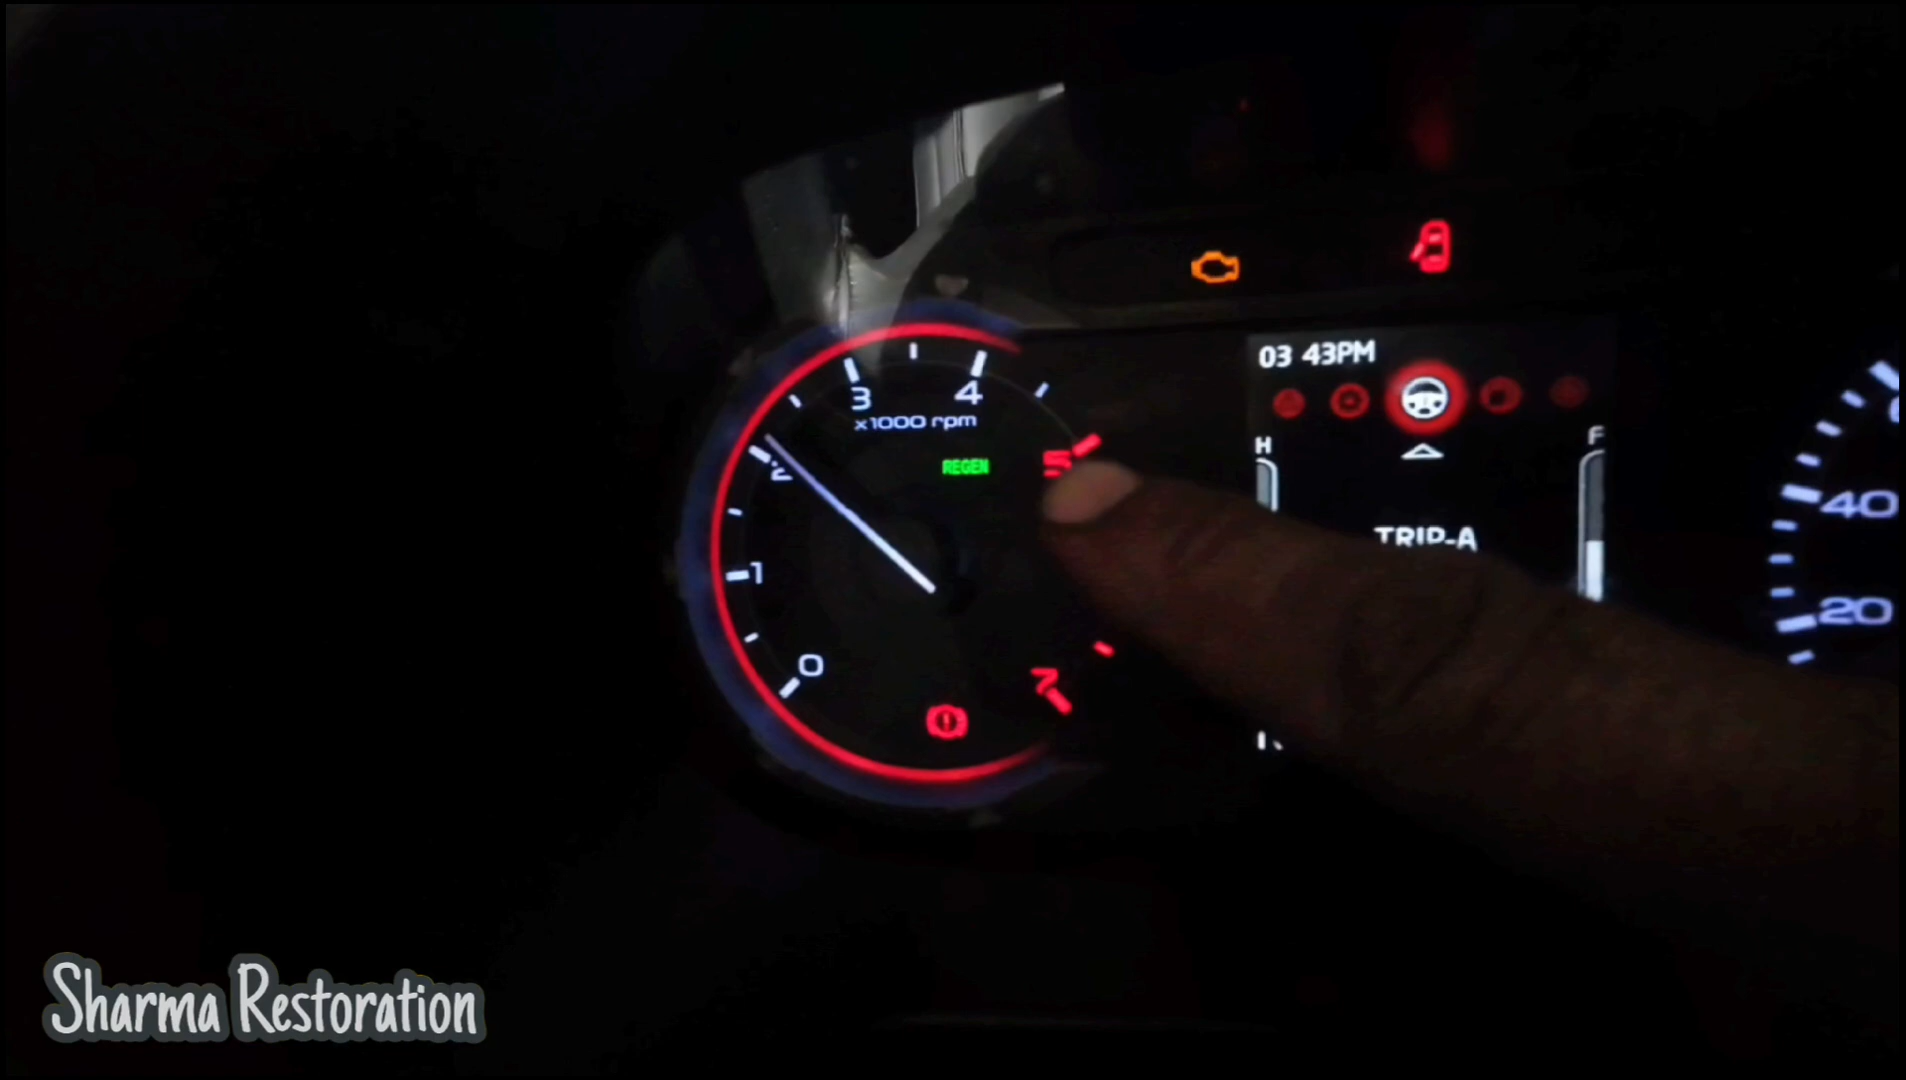 03 43PM
3 4
x1000 rpm
H F
REGEN 5
2
40
TRIP-A
1
20
0
7
Sharma Restoration